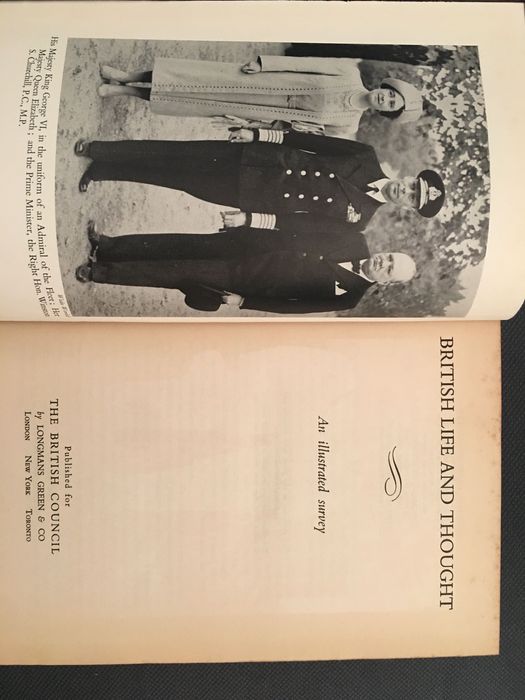 Wide World
His Majesty King George VI, in the uniform of an Admiral of the Fleet; Her
Majesty Queen Elizabeth; and the Prime Minister, the Right Hon. Winston
S. Churchill, P.C., M.P.
BRITISH LIFE AND THOUGHT
An illustrated survey
Published for
THE BRITISH COUNCIL
by LONGMANS GREEN & CO
LONDON NEW YORK TORONTO